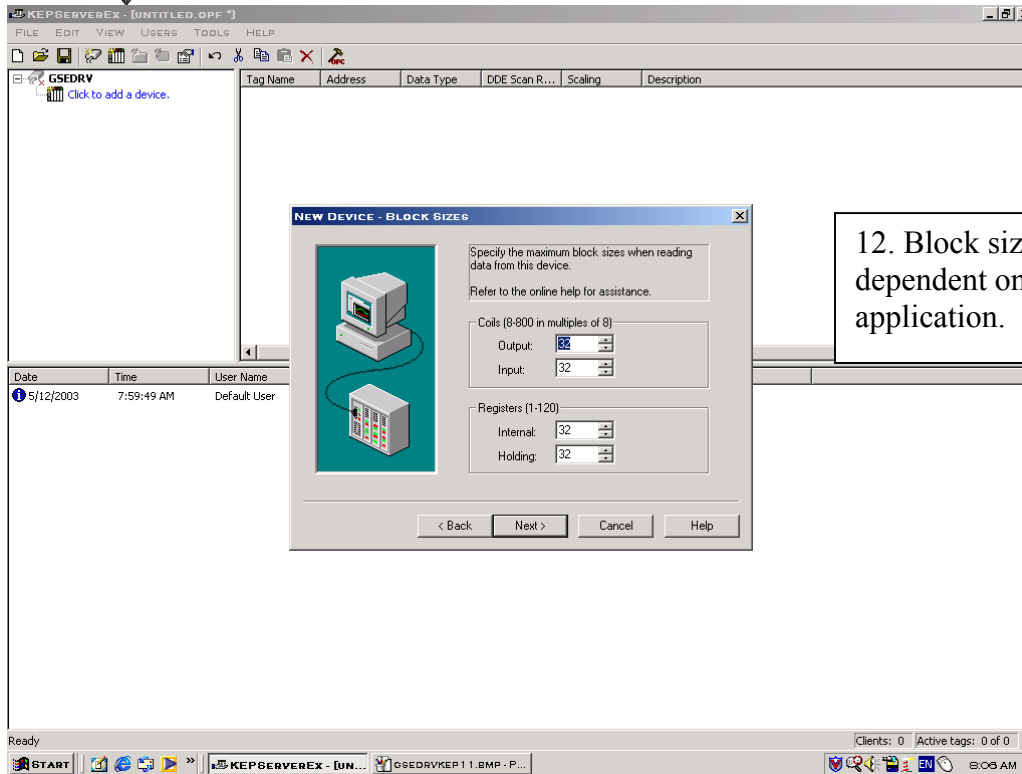 KEPServerEx - [Untitled.opf *]
File Edit View Users Tools Help
GSEDRV
Click to add a device.
Tag Name Address Data Type DDE Scan R... Scaling Description
New Device - Block Sizes
Specify the maximum block sizes when reading
data from this device.
Refer to the online help for assistance.
Coils (8-800 in multiples of 8)
Output: 32
Input: 32
Registers (1-120)
Internal: 32
Holding: 32
< Back Next > Cancel Help
12. Block siz
dependent on
application.
Date Time User Name
5/12/2003 7:59:49 AM Default User
Ready
Clients: 0 Active tags: 0 of 0
Start » KEPServerEx - [Un... gsedrvkep11.bmp - P... EN 8:06 AM